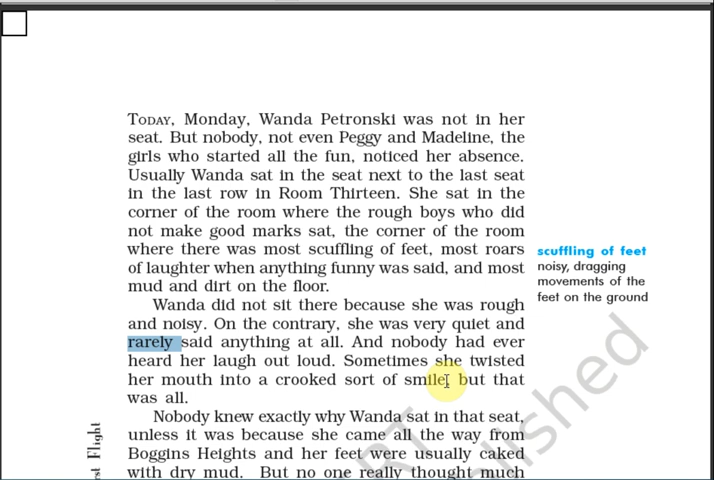 TODAY, Monday, Wanda Petronski was not in her
seat. But nobody, not even Peggy and Madeline, the
girls who started all the fun, noticed her absence.
Usually Wanda sat in the seat next to the last seat
in the last row in Room Thirteen. She sat in the
corner of the room where the rough boys who did
not make good marks sat, the corner of the room
where there was most scuffling of feet, most roars
of laughter when anything funny was said, and most
mud and dirt on the floor.
scuffling of feet
noisy, dragging
movements of the
feet on the ground
Wanda did not sit there because she was rough
and noisy. On the contrary, she was very quiet and
rarely said anything at all. And nobody had ever
heard her laugh out loud. Sometimes she twisted
her mouth into a crooked sort of smile, but that
was all.
Nobody knew exactly why Wanda sat in that seat,
unless it was because she came all the way from
Boggins Heights and her feet were usually caked
with dry mud. But no one really thought much
Flight